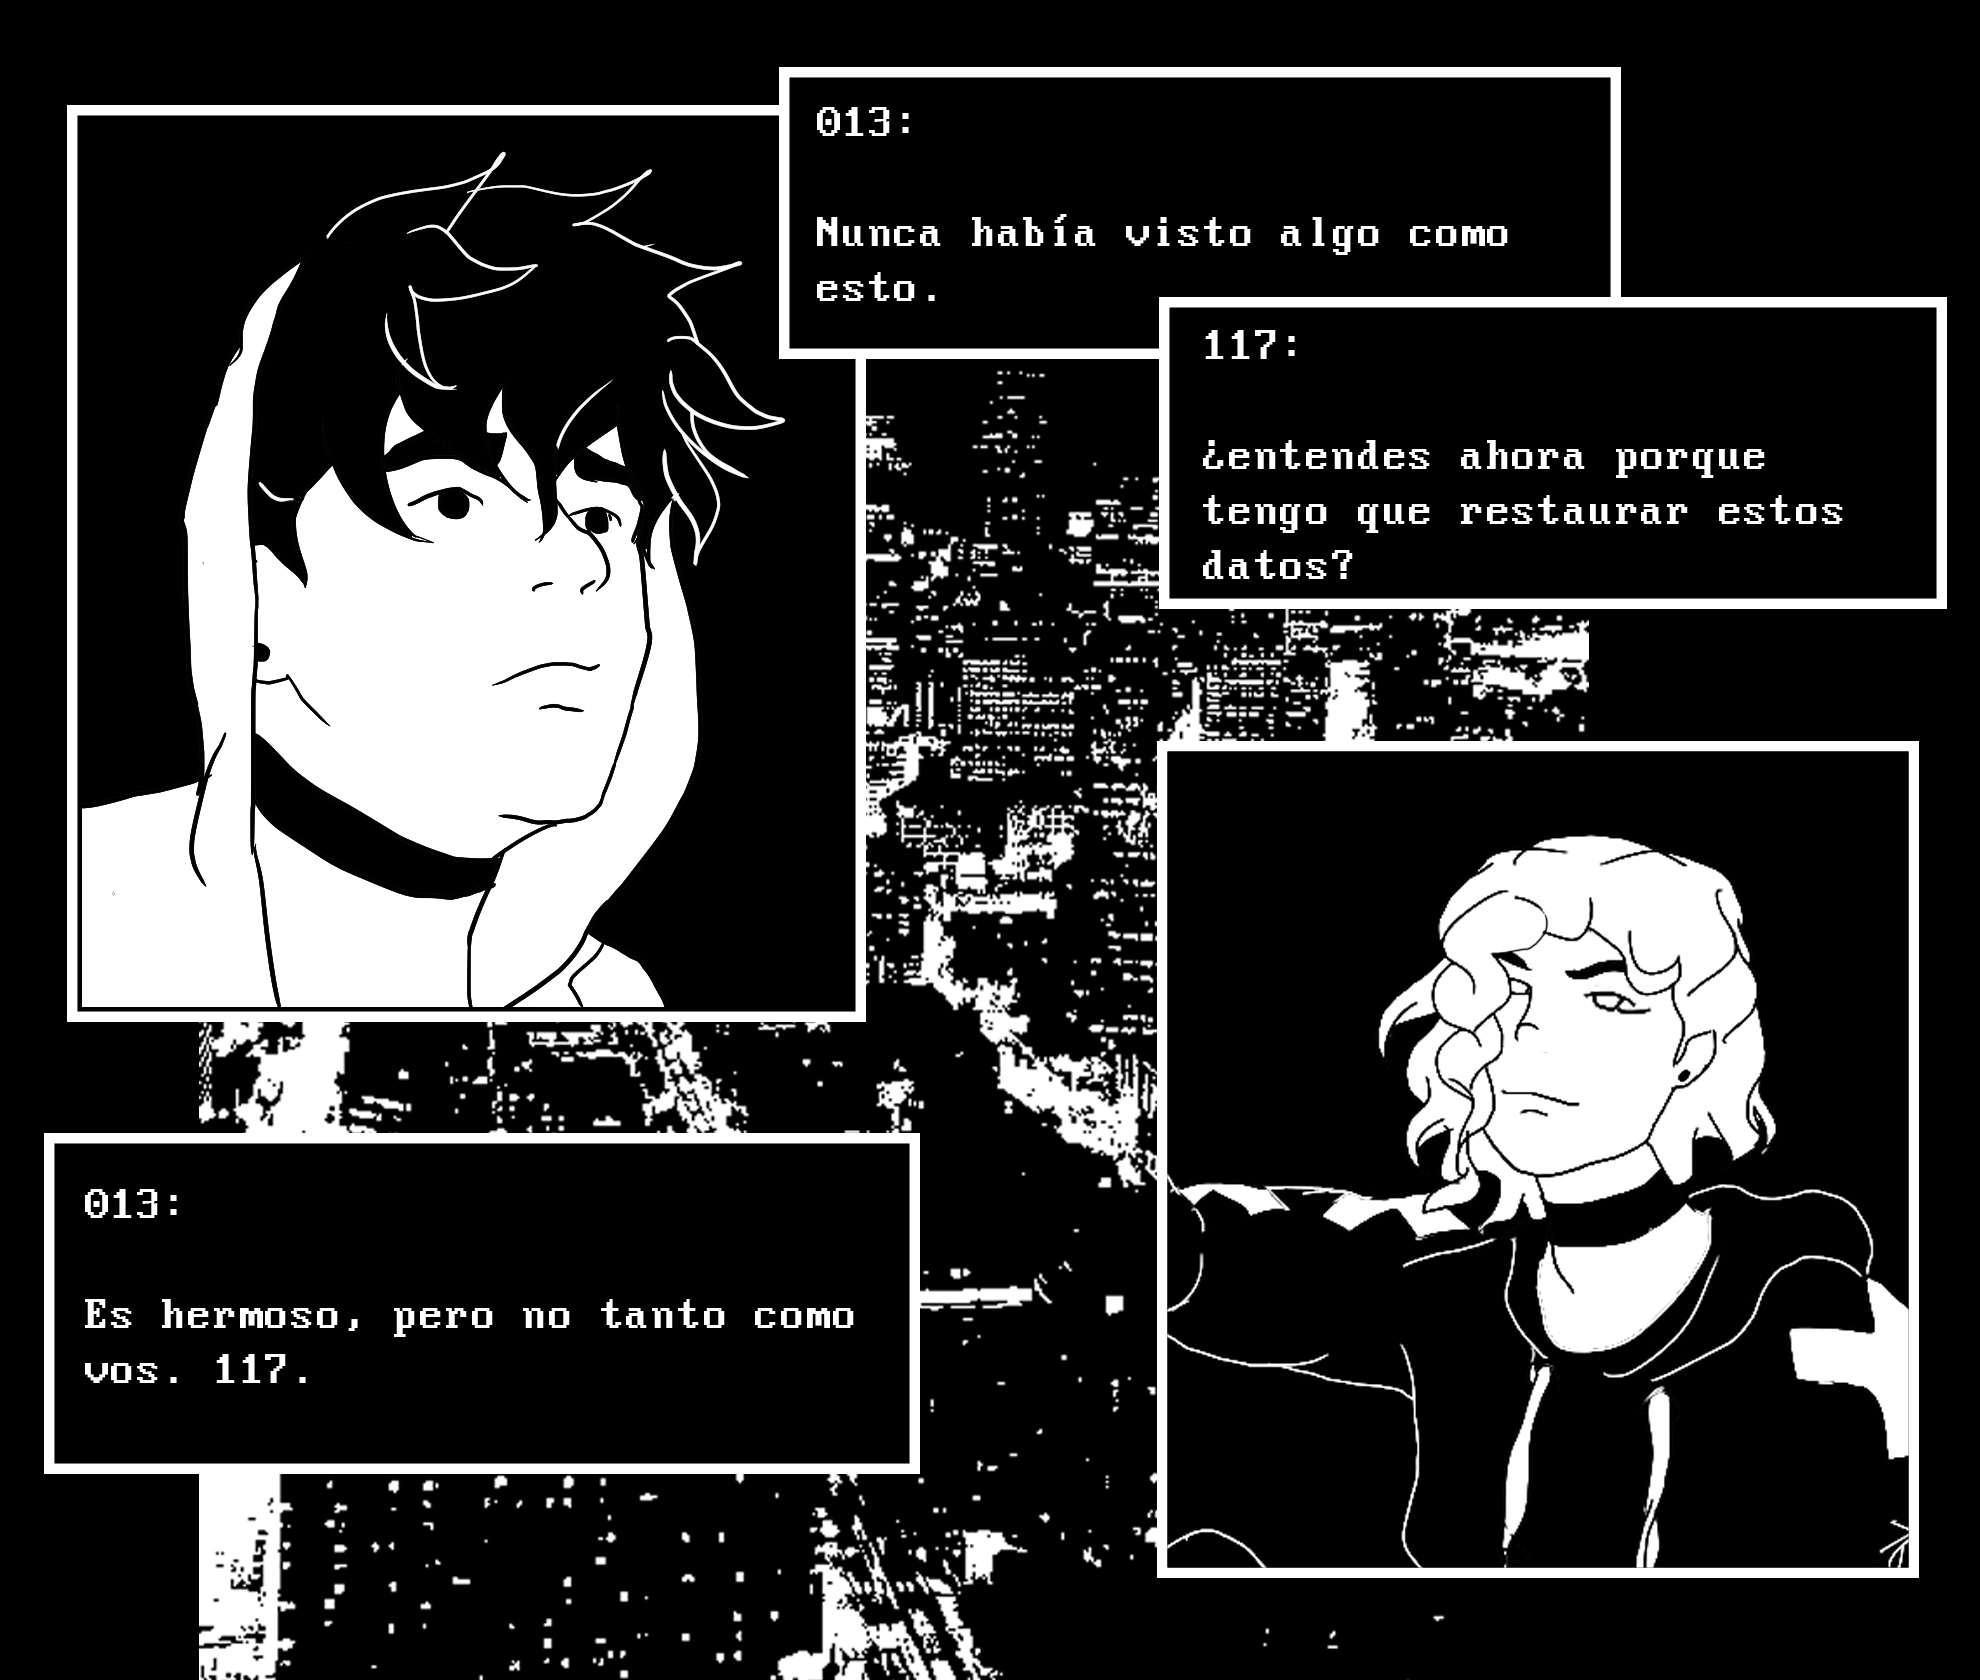 013:
Nunca había visto algo como
esto.
117:
¿entendes ahora porque
tengo que restaurar estos
datos?
013:
Es hermoso, pero no tanto como
vos. 117.